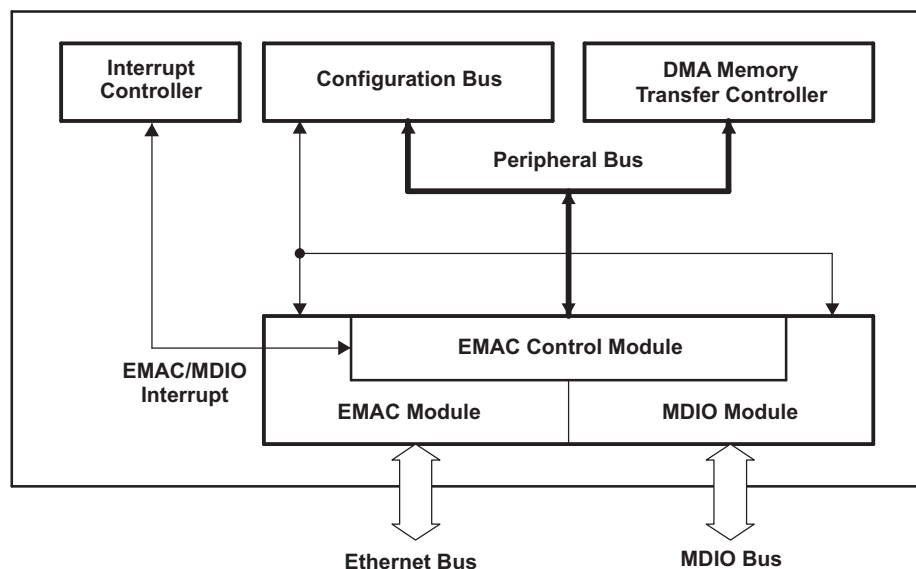 Interrupt
Controller
Configuration Bus
DMA Memory
Transfer Controller
Peripheral Bus
EMAC Control Module
EMAC/MDIO
Interrupt
EMAC Module
MDIO Module
Ethernet Bus
MDIO Bus